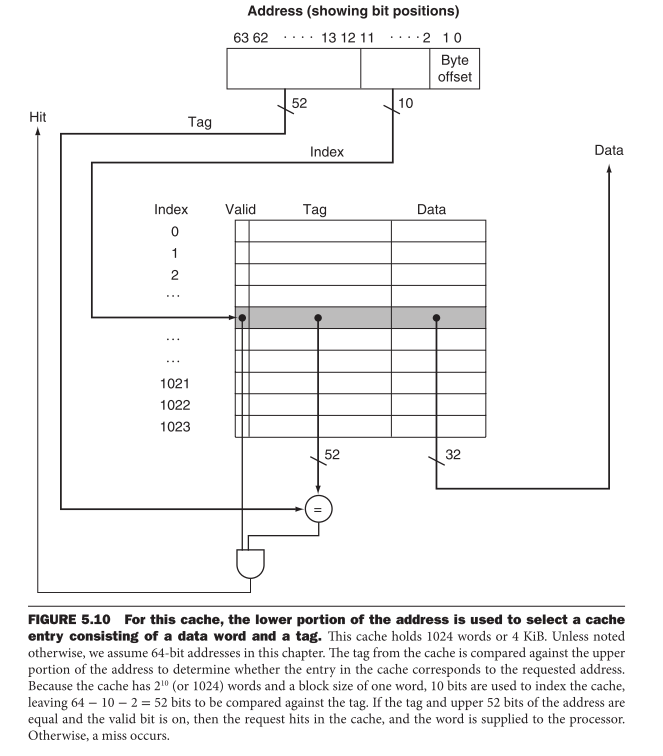 Address (showing bit positions)
63 62 · · · · 13 12 11 · · · · 2 1 0
Byte
offset
52
10
Hit
Tag
Index
Data
Index Valid Tag Data
0
1
2
...
...
...
1021
1022
1023
52
32
=
FIGURE 5.10 For this cache, the lower portion of the address is used to select a cache
entry consisting of a data word and a tag. This cache holds 1024 words or 4 KiB. Unless noted
otherwise, we assume 64-bit addresses in this chapter. The tag from the cache is compared against the upper
portion of the address to determine whether the entry in the cache corresponds to the requested address.
Because the cache has 2¹⁰ (or 1024) words and a block size of one word, 10 bits are used to index the cache,
leaving 64 − 10 − 2 = 52 bits to be compared against the tag. If the tag and upper 52 bits of the address are
equal and the valid bit is on, then the request hits in the cache, and the word is supplied to the processor.
Otherwise, a miss occurs.